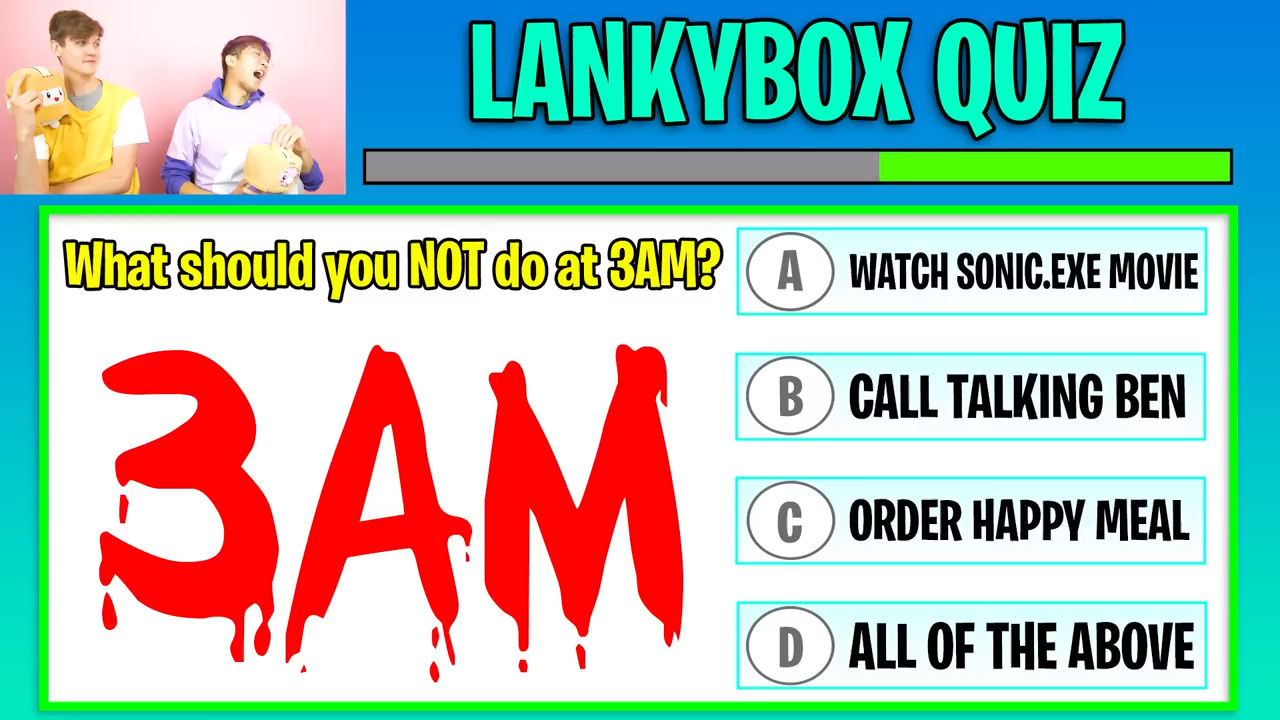 LANKYBOX QUIZ
What should you NOT do at 3AM?
3AM
A WATCH SONIC.EXE MOVIE
B CALL TALKING BEN
C ORDER HAPPY MEAL
D ALL OF THE ABOVE